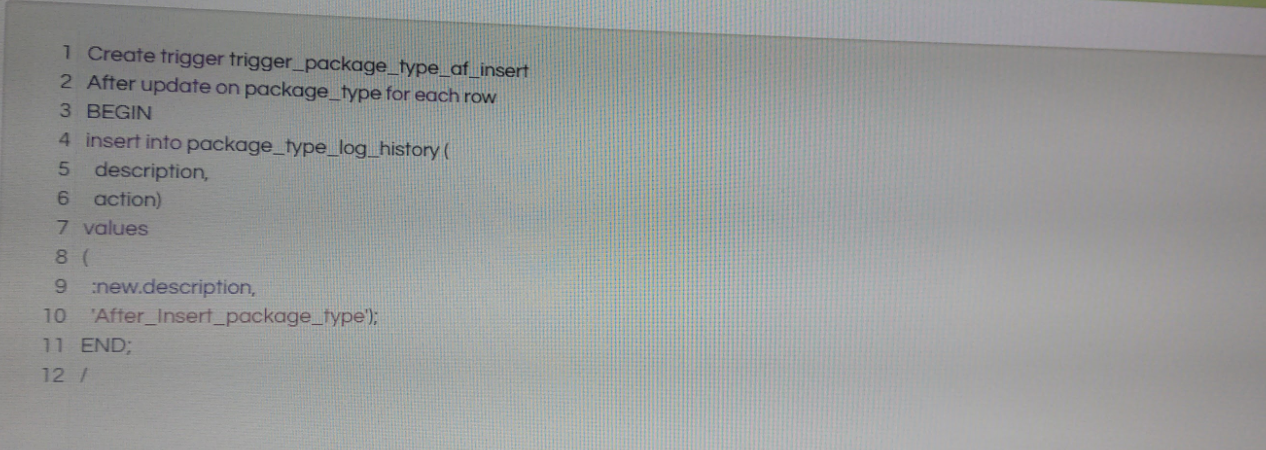 1 Create trigger trigger_package_type_af_insert
2 After update on package_type for each row
3 BEGIN
4 insert into package_type_log_history (
5 description,
6 action)
7 values
8 (
9 :new.description,
10 'After_Insert_package_type');
11 END;
12 /